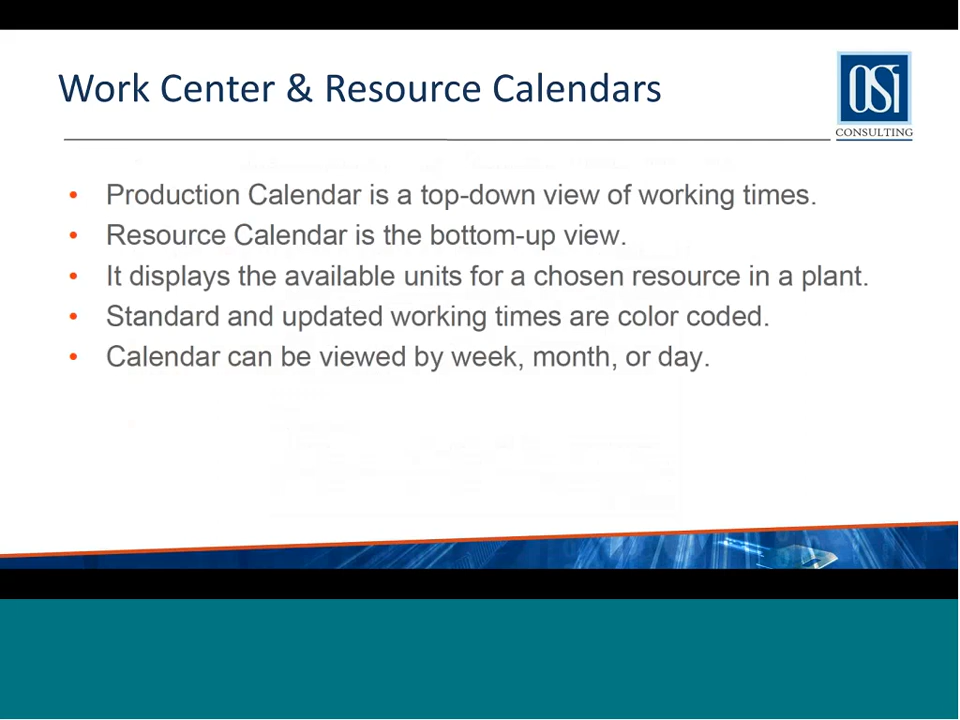 Work Center & Resource Calendars
OSi
CONSULTING
• Production Calendar is a top-down view of working times.
• Resource Calendar is the bottom-up view.
• It displays the available units for a chosen resource in a plant.
• Standard and updated working times are color coded.
• Calendar can be viewed by week, month, or day.